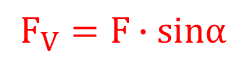 F_V = F · sinα